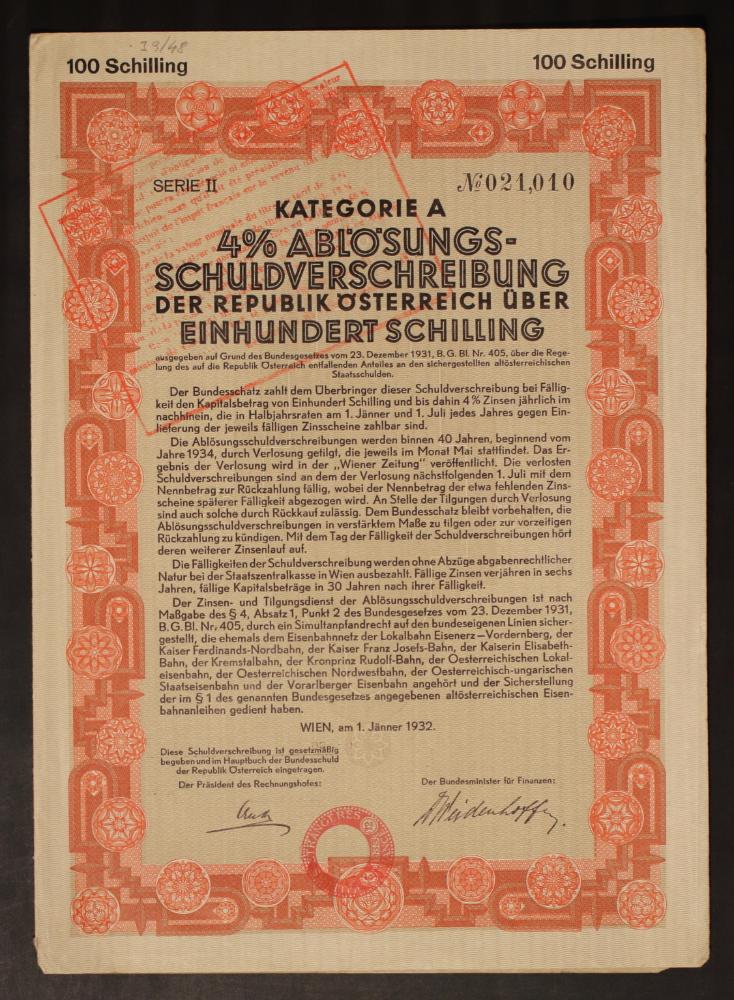 19/48
100 Schilling
100 Schilling
valeur
SERIE II
№ 021,010
KATEGORIE A
4% ABLÖSUNGS-
SCHULDVERSCHREIBUNG
DER REPUBLIK ÖSTERREICH ÜBER
EINHUNDERT SCHILLING
ausgegeben auf Grund des Bundesgesetzes vom 23. Dezember 1931, B. G. Bl. Nr. 405, über die Rege-
lung des auf die Republik Österreich entfallenden Anteiles an den sichergestellten altösterreichischen
Staatsschulden.
Der Bundesschatz zahlt dem Überbringer dieser Schuldverschreibung bei Fällig-
keit den Kapitalsbetrag von Einhundert Schilling und bis dahin 4% Zinsen jährlich im
nachhinein, die in Halbjahrsraten am 1. Jänner und 1. Juli jedes Jahres gegen Ein-
lieferung der jeweils fälligen Zinsscheine zahlbar sind.
Die Ablösungsschuldverschreibungen werden binnen 40 Jahren, beginnend vom
Jahre 1934, durch Verlosung getilgt, die jeweils im Monat Mai stattfindet. Das Er-
gebnis der Verlosung wird in der „Wiener Zeitung" veröffentlicht. Die verlosten
Schuldverschreibungen sind an dem der Verlosung nächstfolgenden 1. Juli mit dem
Nennbetrag zur Rückzahlung fällig, wobei der Nennbetrag der etwa fehlenden Zins-
scheine späterer Fälligkeit abgezogen wird. An Stelle der Tilgungen durch Verlosung
sind auch solche durch Rückkauf zulässig. Dem Bundesschatz bleibt vorbehalten, die
Ablösungsschuldverschreibungen in verstärktem Maße zu tilgen oder zur vorzeitigen
Rückzahlung zu kündigen. Mit dem Tag der Fälligkeit der Schuldverschreibungen hört
deren weiterer Zinsenlauf auf.
Die Fälligkeiten der Schuldverschreibung werden ohne Abzüge abgabenrechtlicher
Natur bei der Staatszentralkasse in Wien ausbezahlt. Fällige Zinsen verjähren in sechs
Jahren, fällige Kapitalsbeträge in 30 Jahren nach ihrer Fälligkeit.
Der Zinsen- und Tilgungsdienst der Ablösungsschuldverschreibungen ist nach
Maßgabe des § 4, Absatz 1, Punkt 2 des Bundesgesetzes vom 23. Dezember 1931,
B. G. Bl. Nr. 405, durch ein Simultanpfandrecht auf den bundeseigenen Linien sicher-
gestellt, die ehemals dem Eisenbahnnetz der Lokalbahn Eisenerz—Vordernberg, der
Kaiser Ferdinands-Nordbahn, der Kaiser Franz Josefs-Bahn, der Kaiserin Elisabeth-
Bahn, der Kremstalbahn, der Kronprinz Rudolf-Bahn, der Oesterreichischen Lokal-
eisenbahn, der Oesterreichischen Nordwestbahn, der Oesterreichisch-ungarischen
Staatseisenbahn und der Vorarlberger Eisenbahn angehört und der Sicherstellung
der im § 1 des genannten Bundesgesetzes angegebenen altösterreichischen Eisen-
bahnanleihen gedient haben.
WIEN, am 1. Jänner 1932.
Diese Schuldverschreibung ist gesetzmäßig
begeben und im Hauptbuch der Bundesschuld
der Republik Österreich eingetragen.
Der Präsident des Rechnungshofes:
Der Bundesminister für Finanzen:
Weidenhoffer